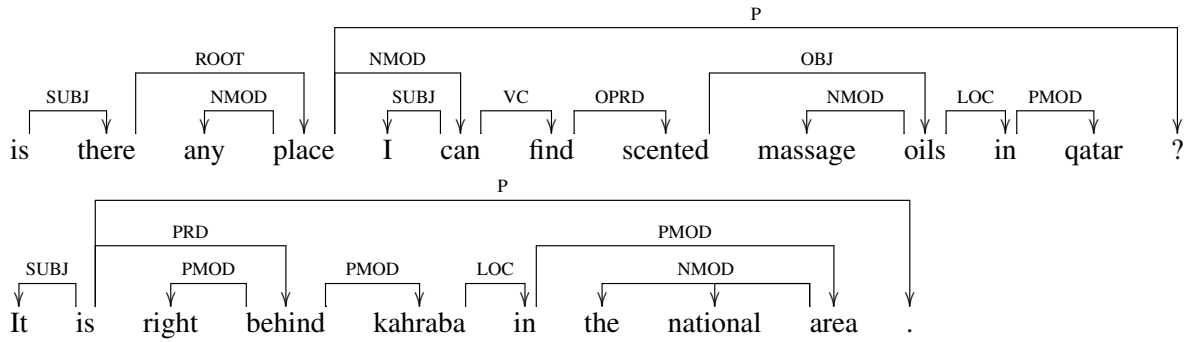 P
ROOT NMOD OBJ
SUBJ NMOD SUBJ VC OPRD NMOD LOC PMOD
is there any place I can find scented massage oils in qatar ?
P
PRD PMOD
SUBJ PMOD PMOD LOC NMOD
It is right behind kahraba in the national area .